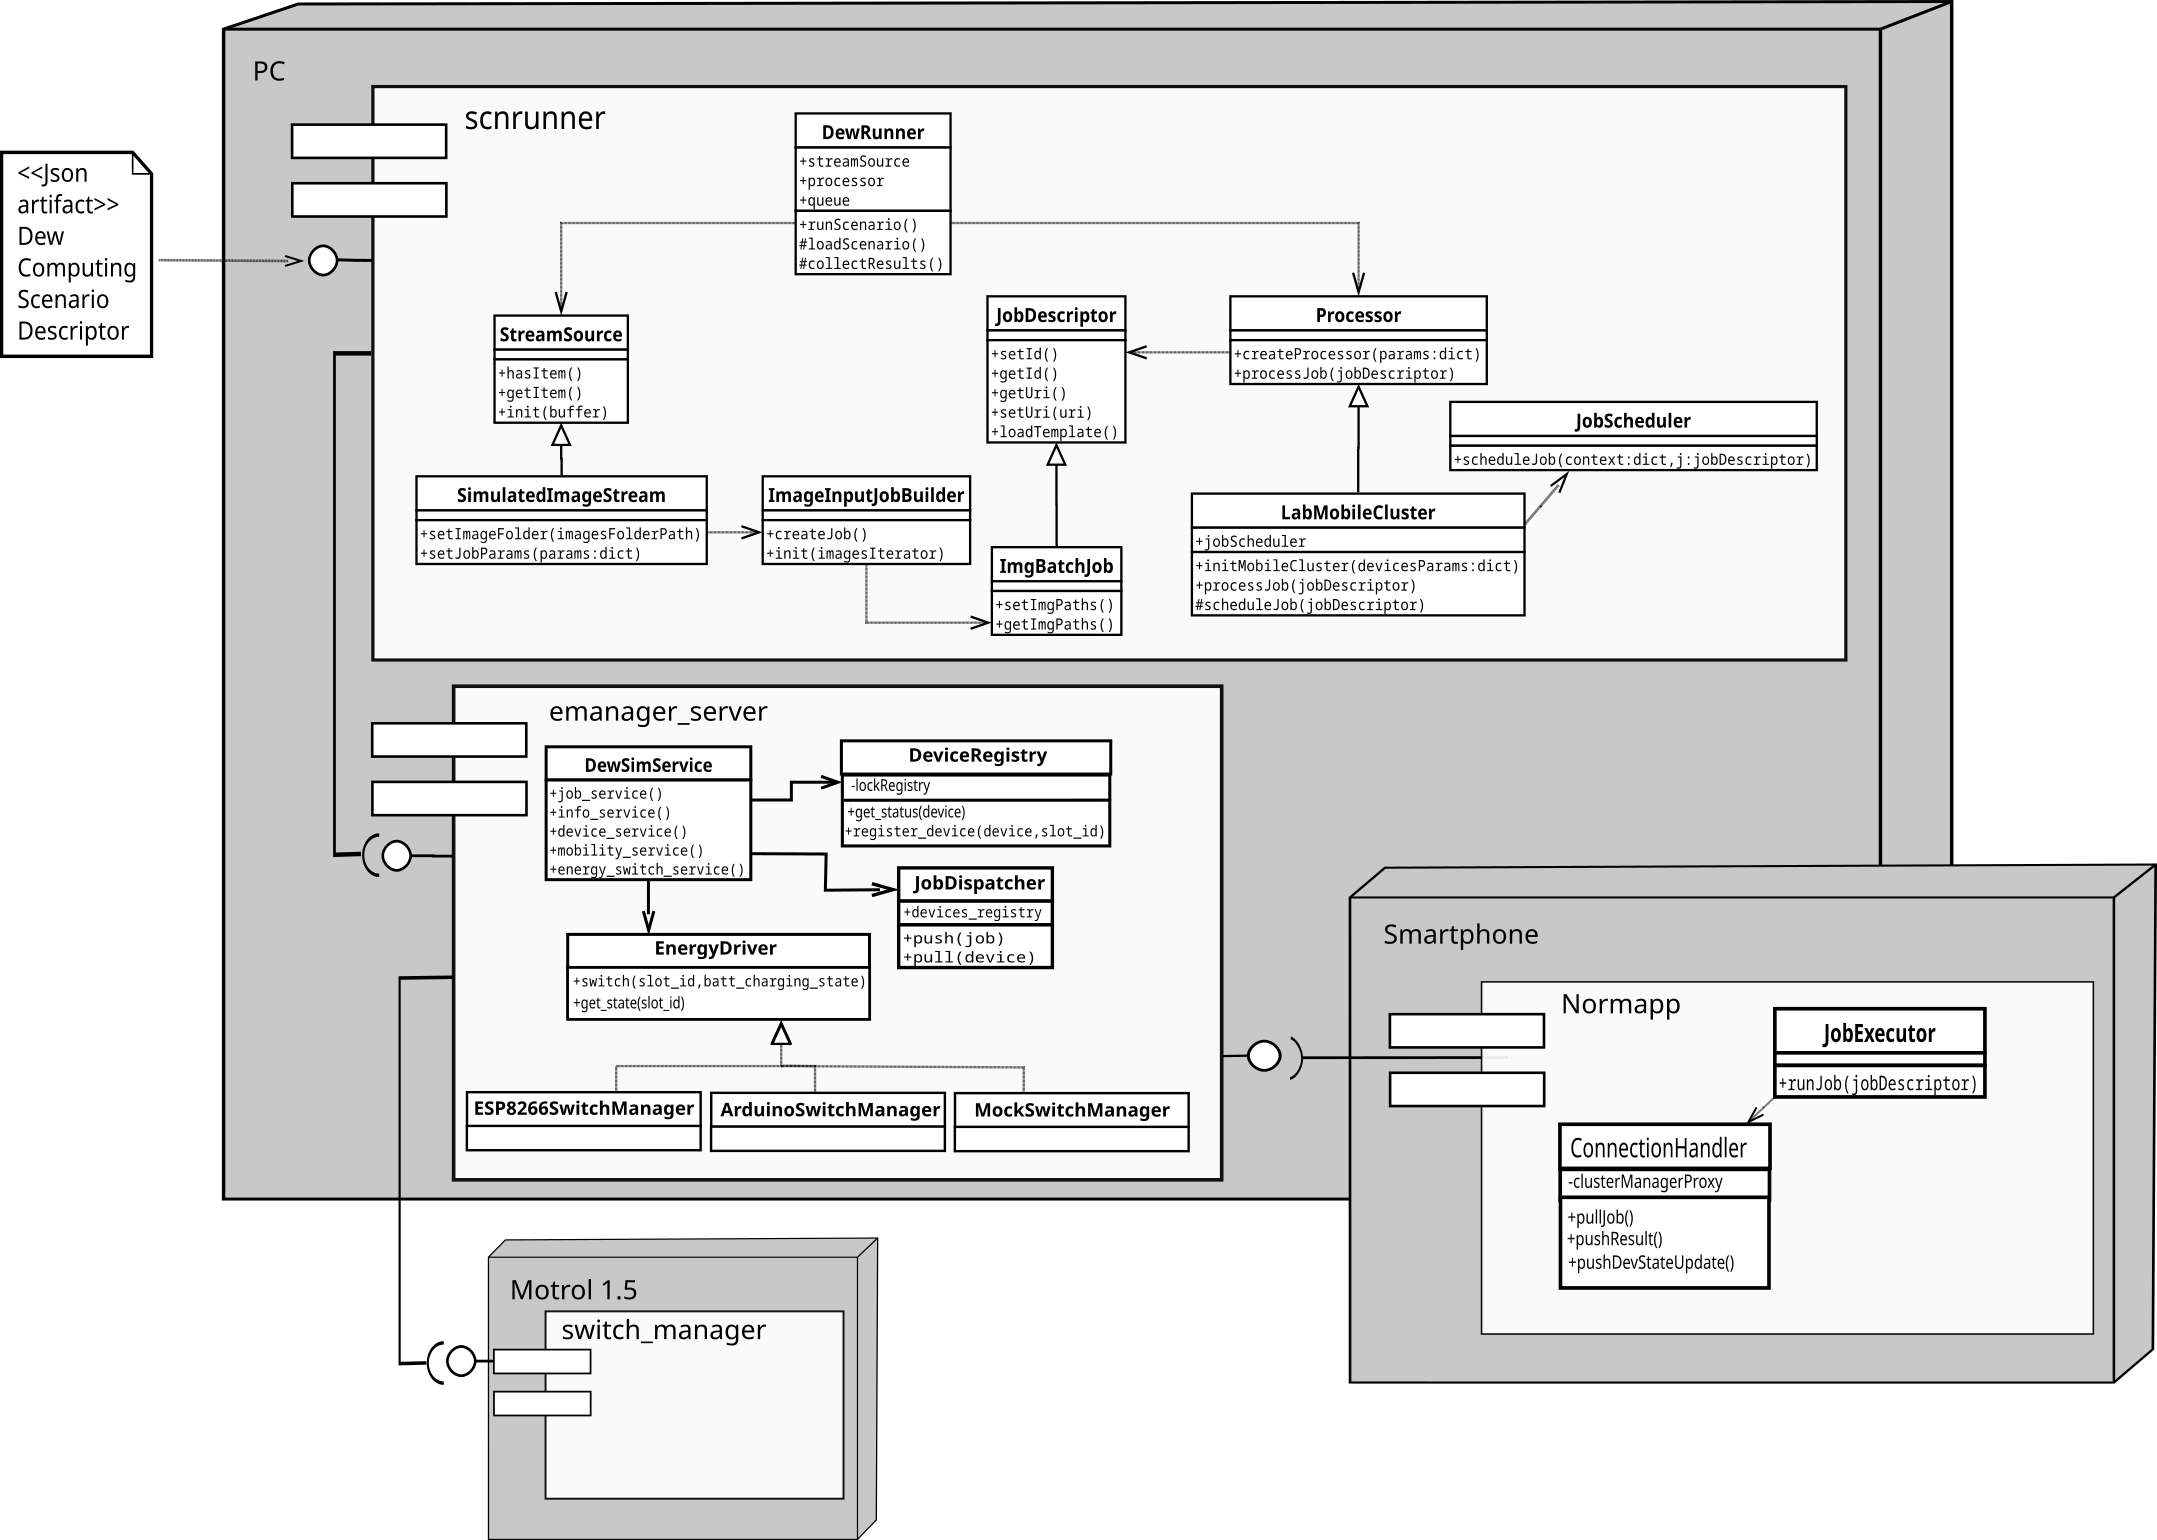 PC
scnrunner
<<Json
artifact>>
Dew
Computing
Scenario
Descriptor
DewRunner
+streamSource
+processor
+queue
+runScenario()
#loadScenario()
#collectResults()
StreamSource
+hasItem()
+getItem()
+init(buffer)
JobDescriptor
+setId()
+getId()
+getUri()
+setUri(uri)
+loadTemplate()
Processor
+createProcessor(params:dict)
+processJob(jobDescriptor)
JobScheduler
+scheduleJob(context:dict,j:jobDescriptor)
SimulatedImageStream
+setImageFolder(imagesFolderPath)
+setJobParams(params:dict)
ImageInputJobBuilder
+createJob()
+init(imagesIterator)
ImgBatchJob
+setImgPaths()
+getImgPaths()
LabMobileCluster
+jobScheduler
+initMobileCluster(devicesParams:dict)
+processJob(jobDescriptor)
#scheduleJob(jobDescriptor)
emanager_server
DewSimService
+job_service()
+info_service()
+device_service()
+mobility_service()
+energy_switch_service()
DeviceRegistry
-lockRegistry
+get_status(device)
+register_device(device,slot_id)
JobDispatcher
+devices_registry
+push(job)
+pull(device)
EnergyDriver
+switch(slot_id,batt_charging_state)
+get_state(slot_id)
ESP8266SwitchManager
ArduinoSwitchManager
MockSwitchManager
Smartphone
Normapp
JobExecutor
+runJob(jobDescriptor)
ConnectionHandler
-clusterManagerProxy
+pullJob()
+pushResult()
+pushDevStateUpdate()
Motrol 1.5
switch_manager